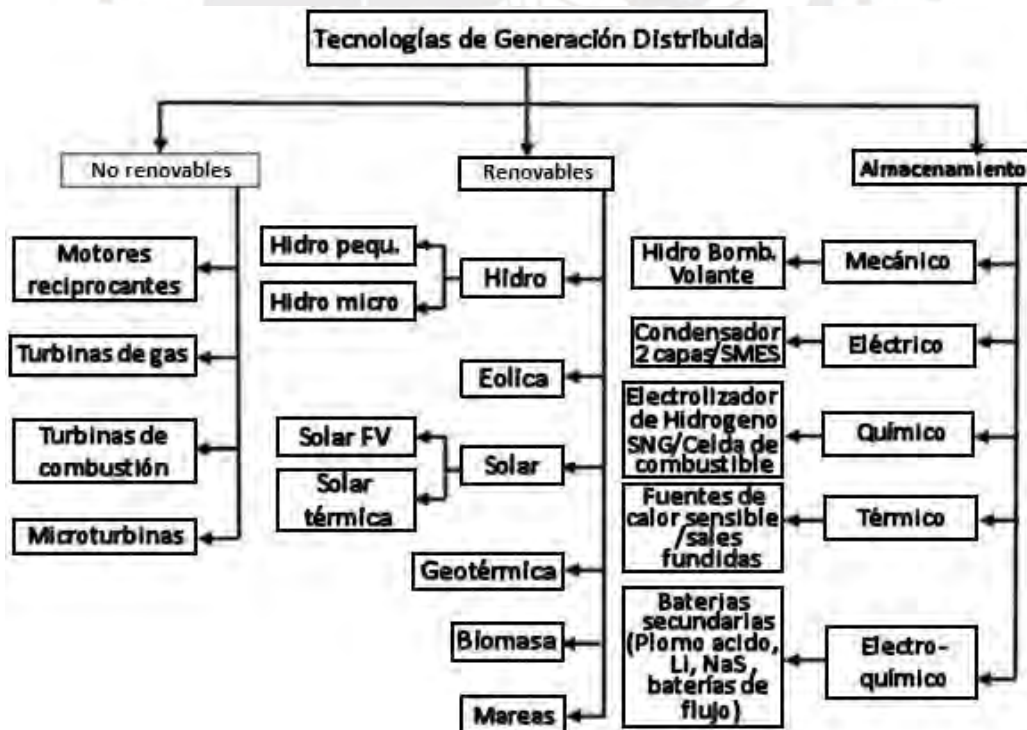 Tecnologías de Generación Distribuida
No renovables
Motores
reciprocantes
Turbinas de gas
Turbinas de
combustión
Microturbinas
Renovables
Hidro
Hidro pequ.
Hidro micro
Eolica
Solar
Solar FV
Solar
térmica
Geotérmica
Biomasa
Mareas
Almacenamiento
Mecánico
Hidro Bomb.
Volante
Eléctrico
Condensador
2 capas/SMES
Químico
Electrolizador
de Hidrogeno
SNG/Celda de
combustible
Térmico
Fuentes de
calor sensible
/sales
fundidas
Electro-
químico
Baterias
secundarias
(Plomo acido,
Li, NaS,
baterías de
flujo)